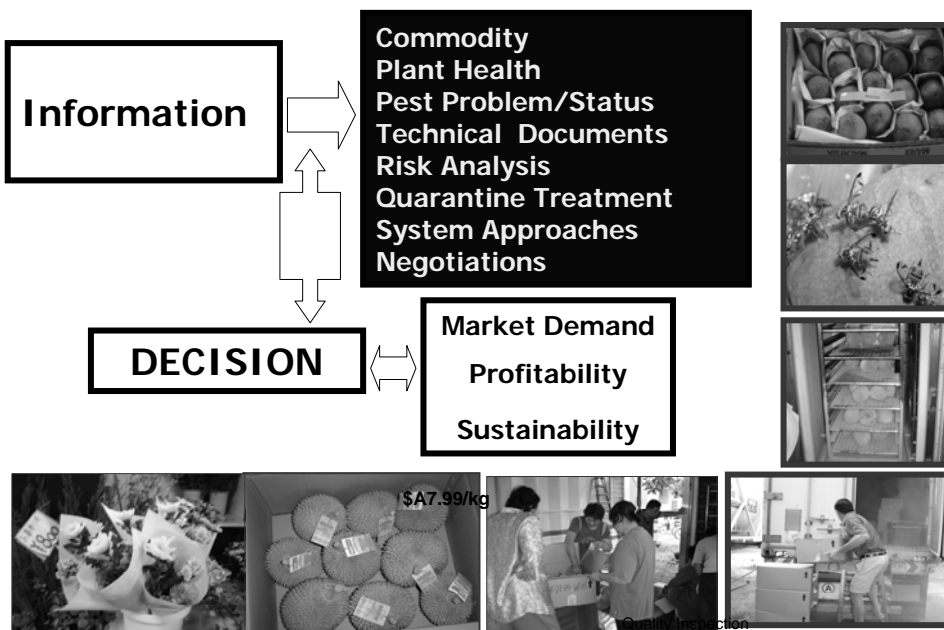 Information
Commodity
Plant Health
Pest Problem/Status
Technical Documents
Risk Analysis
Quarantine Treatment
System Approaches
Negotiations
DECISION
Market Demand
Profitability
Sustainability
$A7.99/kg
Quality Inspection